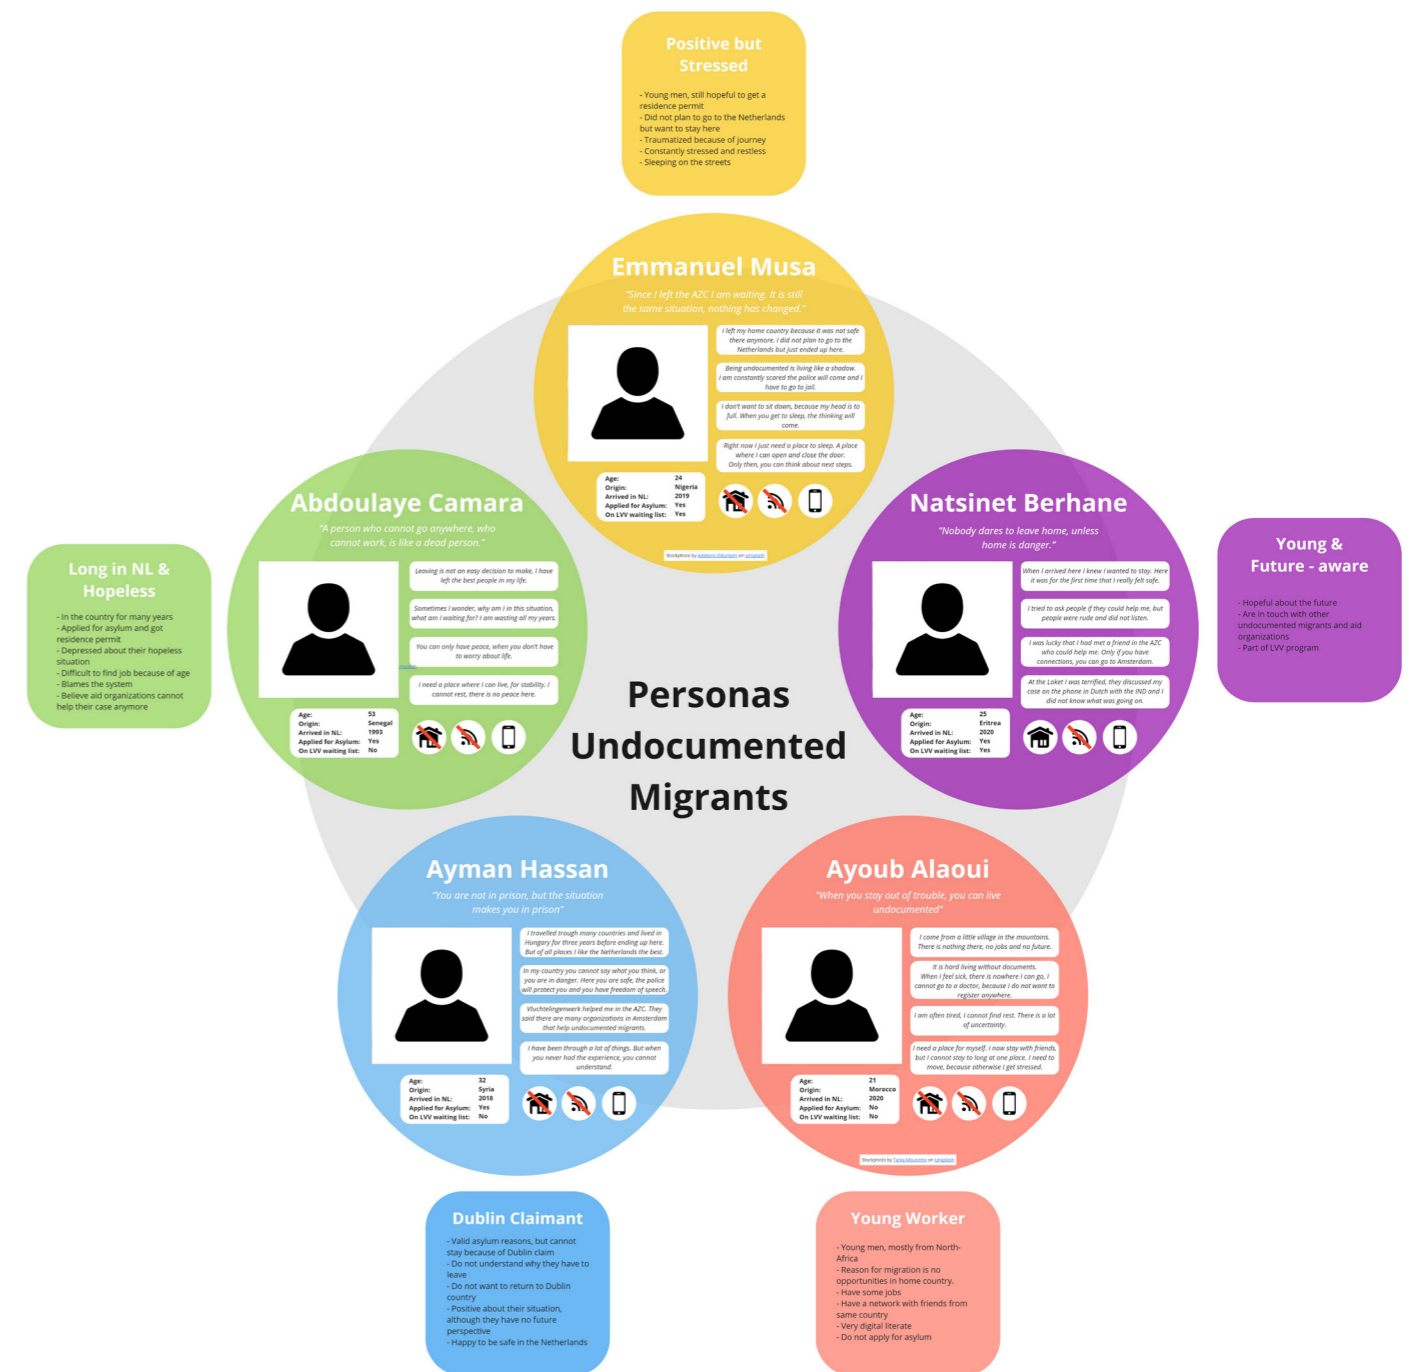 Positive but
Stressed
- Young men, still hopeful to get a
residence permit
- Did not plan to go to the Netherlands
but want to stay here
- Traumatized because of journey
- Constantly stressed and restless
- Sleeping on the streets
Emmanuel Musa
"Since I left the AZC I am waiting. It is still
the same situation, nothing has changed."
I left my home country because it was not safe
there anymore. I did not plan to go to the
Netherlands but just ended up here.
Being undocumented is living like a shadow.
I am constantly scared the police will come and I
have to go to jail.
I don't want to sit down, because my head is to
full. When you get to sleep, the thinking will
come.
Right now I just need a place to sleep. A place
where I can open and close the door.
Only then, you can think about next steps.
Age: 24
Origin: Nigeria
Arrived in NL: 2019
Applied for Asylum: Yes
On LVV waiting list: Yes
Stockphoto by on Unsplash
Abdoulaye Camara
"A person who cannot go anywhere, who
cannot work, is like a dead person."
Leaving is not an easy decision to make, I have
left the best people in my life.
Sometimes I wonder, why am I in this situation,
what am I waiting for? I am wasting all my years.
You can only have peace, when you don't have
to worry about life.
I need a place where I can live, for stability. I
cannot rest, there is no peace here.
Age: 53
Origin: Senegal
Arrived in NL: 1993
Applied for Asylum: Yes
On LVV waiting list: No
Long in NL &
Hopeless
- In the country for many years
- Applied for asylum and got
residence permit
- Depressed about their hopeless
situation
- Difficult to find job because of age
- Blames the system
- Believe aid organizations cannot
help their case anymore
Personas
Undocumented
Migrants
Natsinet Berhane
"Nobody dares to leave home, unless
home is danger."
When I arrived here I knew I wanted to stay. Here
it was for the first time that I really felt safe.
I tried to ask people if they could help me, but
people were rude and did not listen.
I was lucky that I had met a friend in the AZC
who could help me. Only if you have
connections, you can go to Amsterdam.
At the Loket I was terrified, they discussed my
case on the phone in Dutch with the IND and I
did not know what was going on.
Age: 25
Origin: Eritrea
Arrived in NL: 2020
Applied for Asylum: Yes
On LVV waiting list: Yes
Young &
Future - aware
- Hopeful about the future
- Are in touch with other
undocumented migrants and aid
organizations
- Part of LVV program
Ayman Hassan
"You are not in prison, but the situation
makes you in prison"
I travelled trough many countries and lived in
Hungary for three years before ending up here.
But of all places I like the Netherlands the best.
In my country you cannot say what you think, or
you are in danger. Here you are safe, the police
will protect you and you have freedom of speech.
Vluchtelingenwerk helped me in the AZC. They
said there are many organizations in Amsterdam
that help undocumented migrants.
I have been through a lot of things. But when
you never had the experience, you cannot
understand.
Age: 32
Origin: Syria
Arrived in NL: 2018
Applied for Asylum: Yes
On LVV waiting list: No
Ayoub Alaoui
"When you stay out of trouble, you can live
undocumented"
I come from a little village in the mountains.
There is nothing there, no jobs and no future.
It is hard living without documents.
When I feel sick, there is nowhere I can go, I
cannot go to a doctor, because I do not want to
register anywhere.
I am often tired, I cannot find rest. There is a lot
of uncertainty.
I need a place for myself. I now stay with friends,
but I cannot stay to long at one place. I need to
move, because otherwise I get stressed.
Age: 21
Origin: Morocco
Arrived in NL: 2020
Applied for Asylum: No
On LVV waiting list: No
Stockphoto by on Unsplash
Dublin Claimant
- Valid asylum reasons, but cannot
stay because of Dublin claim
- Do not understand why they have to
leave
- Do not want to return to Dublin
country
- Positive about their situation,
although they have no future
perspective
- Happy to be safe in the Netherlands
Young Worker
- Young men, mostly from North-
Africa
- Reason for migration is no
opportunities in home country.
- Have some jobs
- Have a network with friends from
same country
- Very digital literate
- Do not apply for asylum